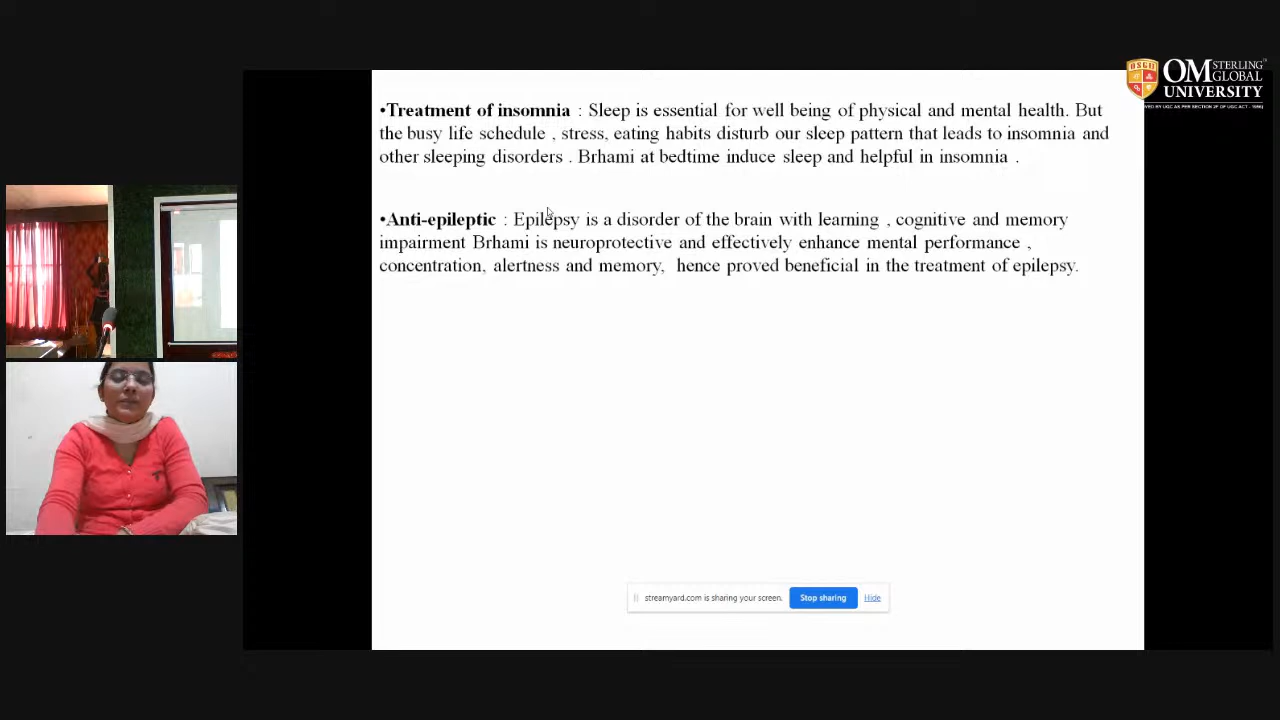 OSGU
OM STERLING GLOBAL UNIVERSITY
•Treatment of insomnia : Sleep is essential for well being of physical and mental health. But
the busy life schedule , stress, eating habits disturb our sleep pattern that leads to insomnia and
other sleeping disorders . Brhami at bedtime induce sleep and helpful in insomnia .
•Anti-epileptic : Epilepsy is a disorder of the brain with learning , cognitive and memory
impairment Brhami is neuroprotective and effectively enhance mental performance ,
concentration, alertness and memory, hence proved beneficial in the treatment of epilepsy.
streamyard.com is sharing your screen.
Stop sharing
Hide